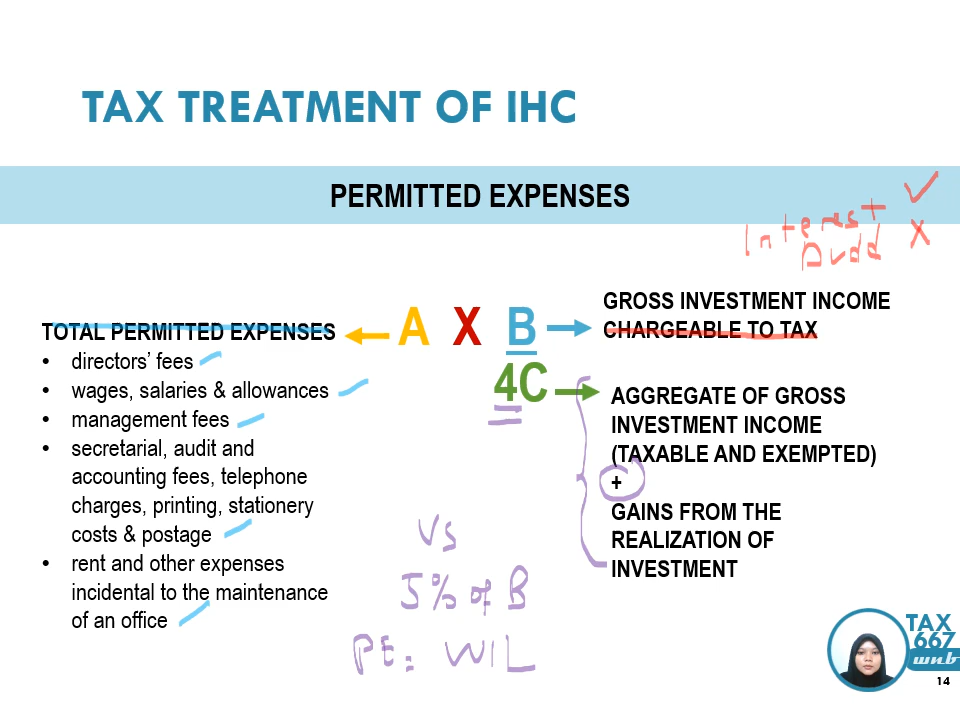 TAX TREATMENT OF IHC
PERMITTED EXPENSES
Interest ✓
Dvdd X
TOTAL PERMITTED EXPENSES
• directors' fees
• wages, salaries & allowances
• management fees
• secretarial, audit and
accounting fees, telephone
charges, printing, stationery
costs & postage
• rent and other expenses
incidental to the maintenance
of an office
A X B
4C
GROSS INVESTMENT INCOME
CHARGEABLE TO TAX
AGGREGATE OF GROSS
INVESTMENT INCOME
(TAXABLE AND EXEMPTED)
+
GAINS FROM THE
REALIZATION OF
INVESTMENT
Vs
5% of B
PE: WIL
TAX
667
wnb
14